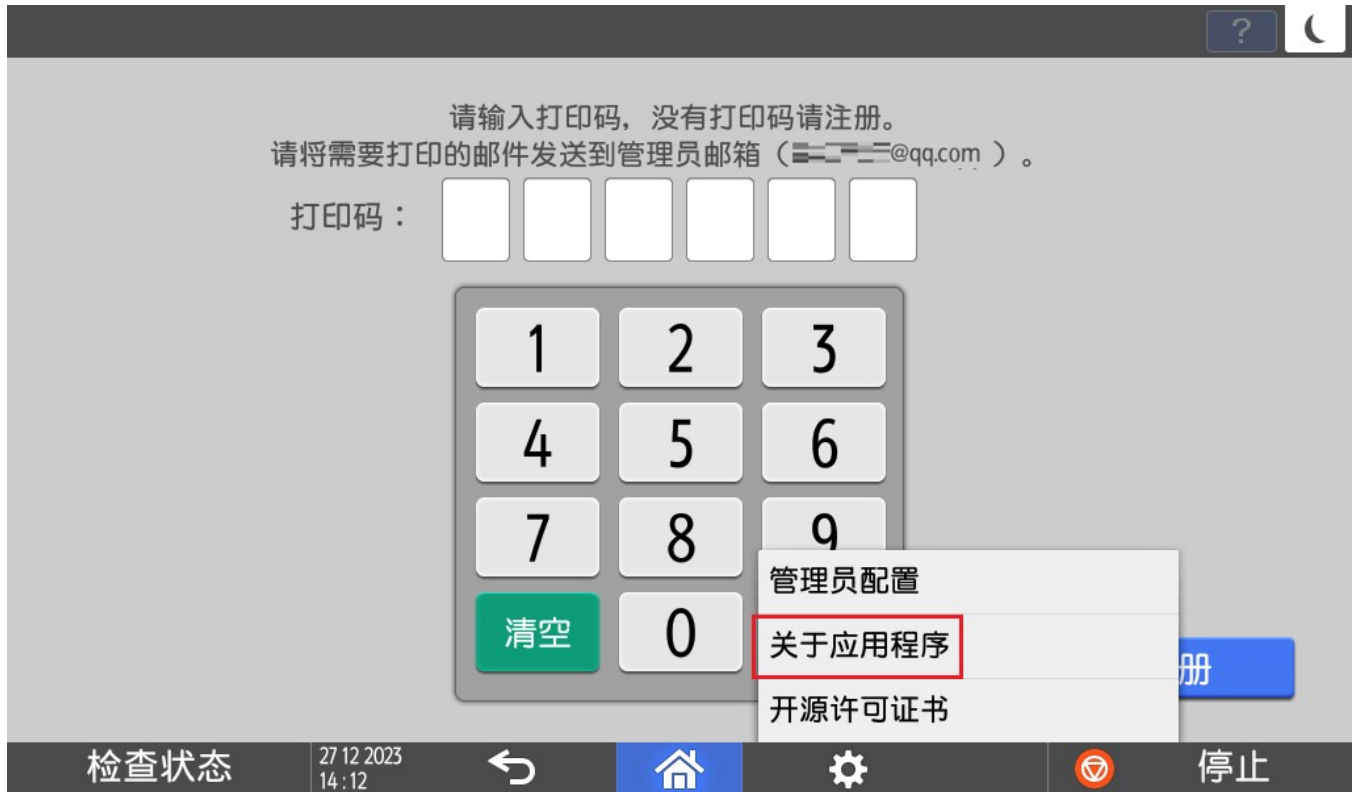 ?
请输入打印码，没有打印码请注册。
请将需要打印的邮件发送到管理员邮箱（@qq.com ）。
打印码：
1 2 3
4 5 6
7 8 9
清空 0
管理员配置
关于应用程序
开源许可证书
册
检查状态
27 12 2023
14 : 12
停止